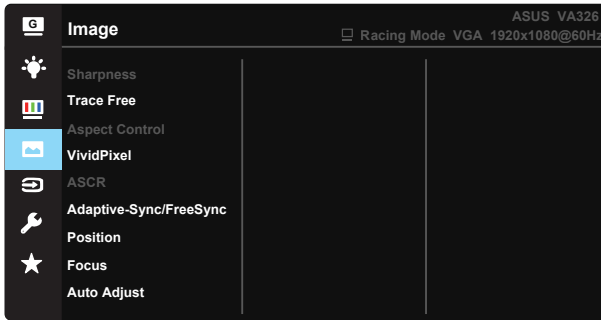 G
Image
ASUS VA326
Racing Mode VGA 1920x1080@60Hz
Sharpness
Trace Free
Aspect Control
VividPixel
ASCR
Adaptive-Sync/FreeSync
Position
Focus
Auto Adjust